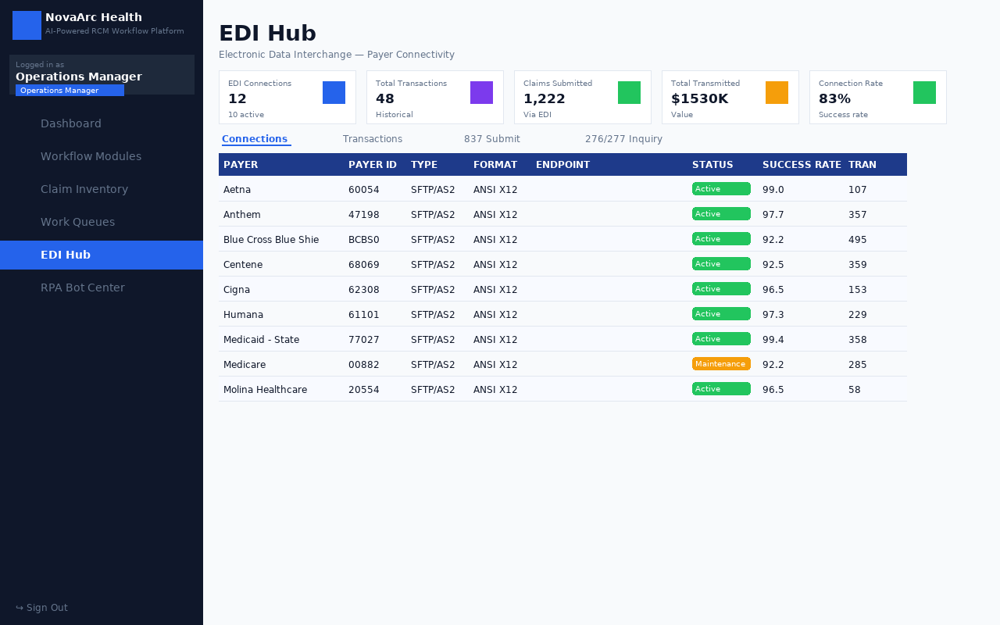 NovaArc Health
AI-Powered RCM Workflow Platform
Logged in as
Operations Manager
Operations Manager
Dashboard
Workflow Modules
Claim Inventory
Work Queues
EDI Hub
RPA Bot Center
↪ Sign Out
EDI Hub
Electronic Data Interchange — Payer Connectivity
EDI Connections
12
10 active
Total Transactions
48
Historical
Claims Submitted
1,222
Via EDI
Total Transmitted
$1530K
Value
Connection Rate
83%
Success rate
Connections Transactions 837 Submit 276/277 Inquiry
PAYER PAYER ID TYPE FORMAT ENDPOINT STATUS SUCCESS RATE TRAN
Aetna 60054 SFTP/AS2 ANSI X12 Active 99.0 107
Anthem 47198 SFTP/AS2 ANSI X12 Active 97.7 357
Blue Cross Blue Shie BCBS0 SFTP/AS2 ANSI X12 Active 92.2 495
Centene 68069 SFTP/AS2 ANSI X12 Active 92.5 359
Cigna 62308 SFTP/AS2 ANSI X12 Active 96.5 153
Humana 61101 SFTP/AS2 ANSI X12 Active 97.3 229
Medicaid - State 77027 SFTP/AS2 ANSI X12 Active 99.4 358
Medicare 00882 SFTP/AS2 ANSI X12 Maintenance 92.2 285
Molina Healthcare 20554 SFTP/AS2 ANSI X12 Active 96.5 58